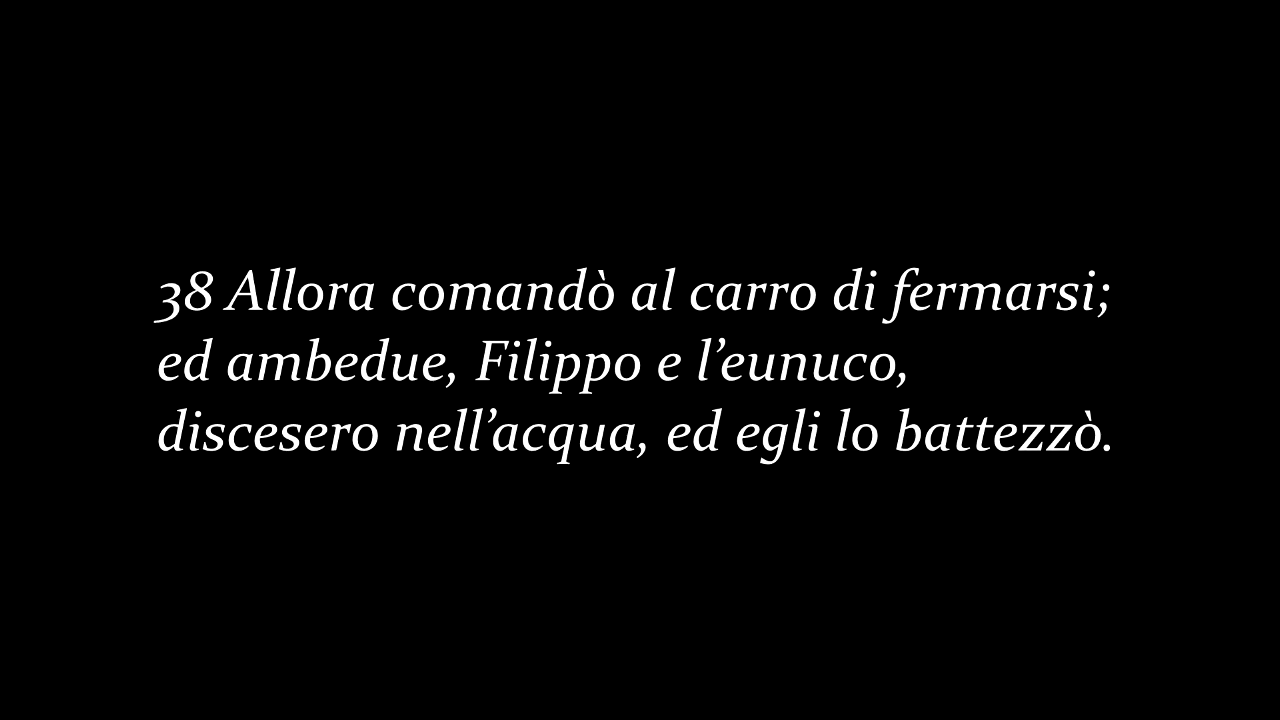 38 Allora comandò al carro di fermarsi;
ed ambedue, Filippo e l’eunuco,
discesero nell’acqua, ed egli lo battezzò.